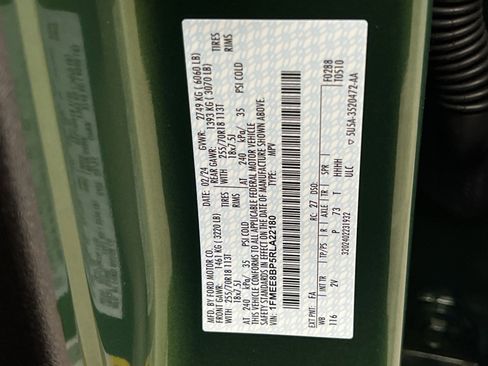 MFD. BY FORD MOTOR CO.
DATE: 02/24 GVWR: 2749 KG ( 6060 LB)
FRONT GAWR: 1461 KG ( 3220 LB) REAR GAWR: 1393 KG ( 3070 LB)
WITH 255/70R18 113T TIRES WITH 255/70R18 113T TIRES
18x7.5J RIMS 18x7.5J RIMS
AT 240 kPa/ 35 PSI COLD AT 240 kPa/ 35 PSI COLD
THIS VEHICLE CONFORMS TO ALL APPLICABLE FEDERAL MOTOR VEHICLE
SAFETY STANDARDS IN EFFECT ON THE DATE OF MANUFACTURE SHOWN ABOVE.
VIN: 1FMEE8BP5RLA22180 TYPE: MPV
F0288
T0510
EXT PNT: FA RC: 27 DSO:
WB INT TR TP/PS R AXLE TR SPR
116 2V P 73 T HHHH
3202402231932 ULC
▽ 5U5A-3520472-AA